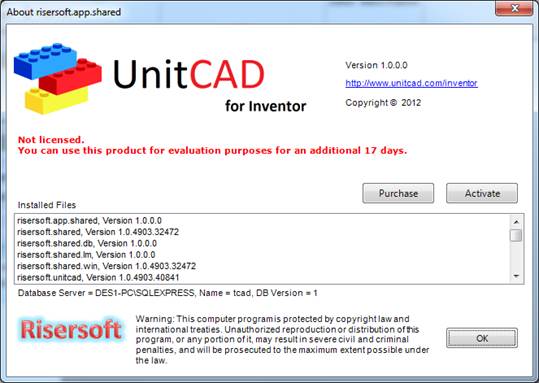 About risersoft.app.shared
UnitCAD
for Inventor
Version 1.0.0.0
http://www.unitcad.com/inventor
Copyright © 2012
Not licensed.
You can use this product for evaluation purposes for an additional 17 days.
Purchase
Activate
Installed Files
risersoft.app.shared, Version 1.0.0.0
risersoft.shared, Version 1.0.4903.32472
risersoft.shared.db, Version 1.0.0.0
risersoft.shared.lm, Version 1.0.0.0
risersoft.shared.win, Version 1.0.4903.32472
risersoft.unitcad, Version 1.0.4903.40841
Database Server = DES1-PC\SQLEXPRESS, Name = tcad, DB Version = 1
Risersoft
Warning: This computer program is protected by copyright law and
international treaties. Unauthorized reproduction or distribution of this
program, or any portion of it, may result in severe civil and criminal
penalties, and will be prosecuted to the maximum extent possible under
the law.
OK